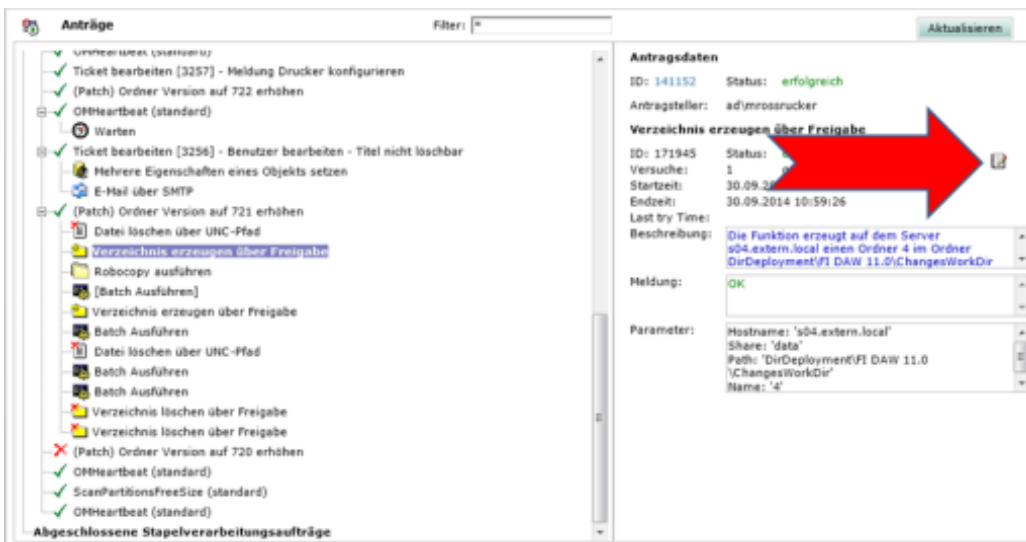 Anträge
Filter: *
Aktualisieren
OMHeartbeat (standard)
Ticket bearbeiten [3257] - Meldung Drucker konfigurieren
(Patch) Ordner Version auf 722 erhöhen
OMHeartbeat (standard)
Warten
Ticket bearbeiten [3256] - Benutzer bearbeiten - Titel nicht löschbar
Mehrere Eigenschaften eines Objekts setzen
E-Mail über SMTP
(Patch) Ordner Version auf 721 erhöhen
Datei löschen über UNC-Pfad
Verzeichnis erzeugen über Freigabe
Robocopy ausführen
[Batch Ausführen]
Verzeichnis erzeugen über Freigabe
Batch Ausführen
Datei löschen über UNC-Pfad
Batch Ausführen
Batch Ausführen
Verzeichnis löschen über Freigabe
Verzeichnis löschen über Freigabe
(Patch) Ordner Version auf 720 erhöhen
OMHeartbeat (standard)
ScanPartitionsFreeSize (standard)
OMHeartbeat (standard)
Abgeschlossene Stapelverarbeitungsaufträge
Antragsdaten
ID: 141152 Status: erfolgreich
Antragsteller: ad\mrossrucker
Verzeichnis erzeugen über Freigabe
ID: 171945 Status:
Versuche: 1
Startzeit: 30.09.2
Endzeit: 30.09.2014 10:59:26
Last try Time:
Beschreibung: Die Funktion erzeugt auf dem Server
s04.extern.local einen Ordner 4 im Ordner
DirDeployment\FI DAW 11.0\ChangesWorkDir
Meldung: OK
Parameter: Hostname: 's04.extern.local'
Share: 'data'
Path: 'DirDeployment\FI DAW 11.0
\ChangesWorkDir'
Name: '4'